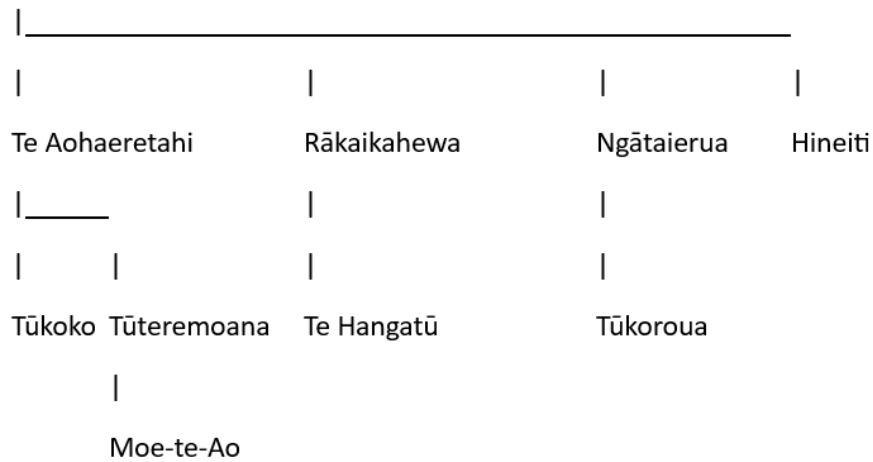 Te Aohaeretahi Rākaikahewa Ngātaierua Hineiti
Tūkoko Tūteremoana Te Hangatū Tūkoroua
Moe-te-Ao